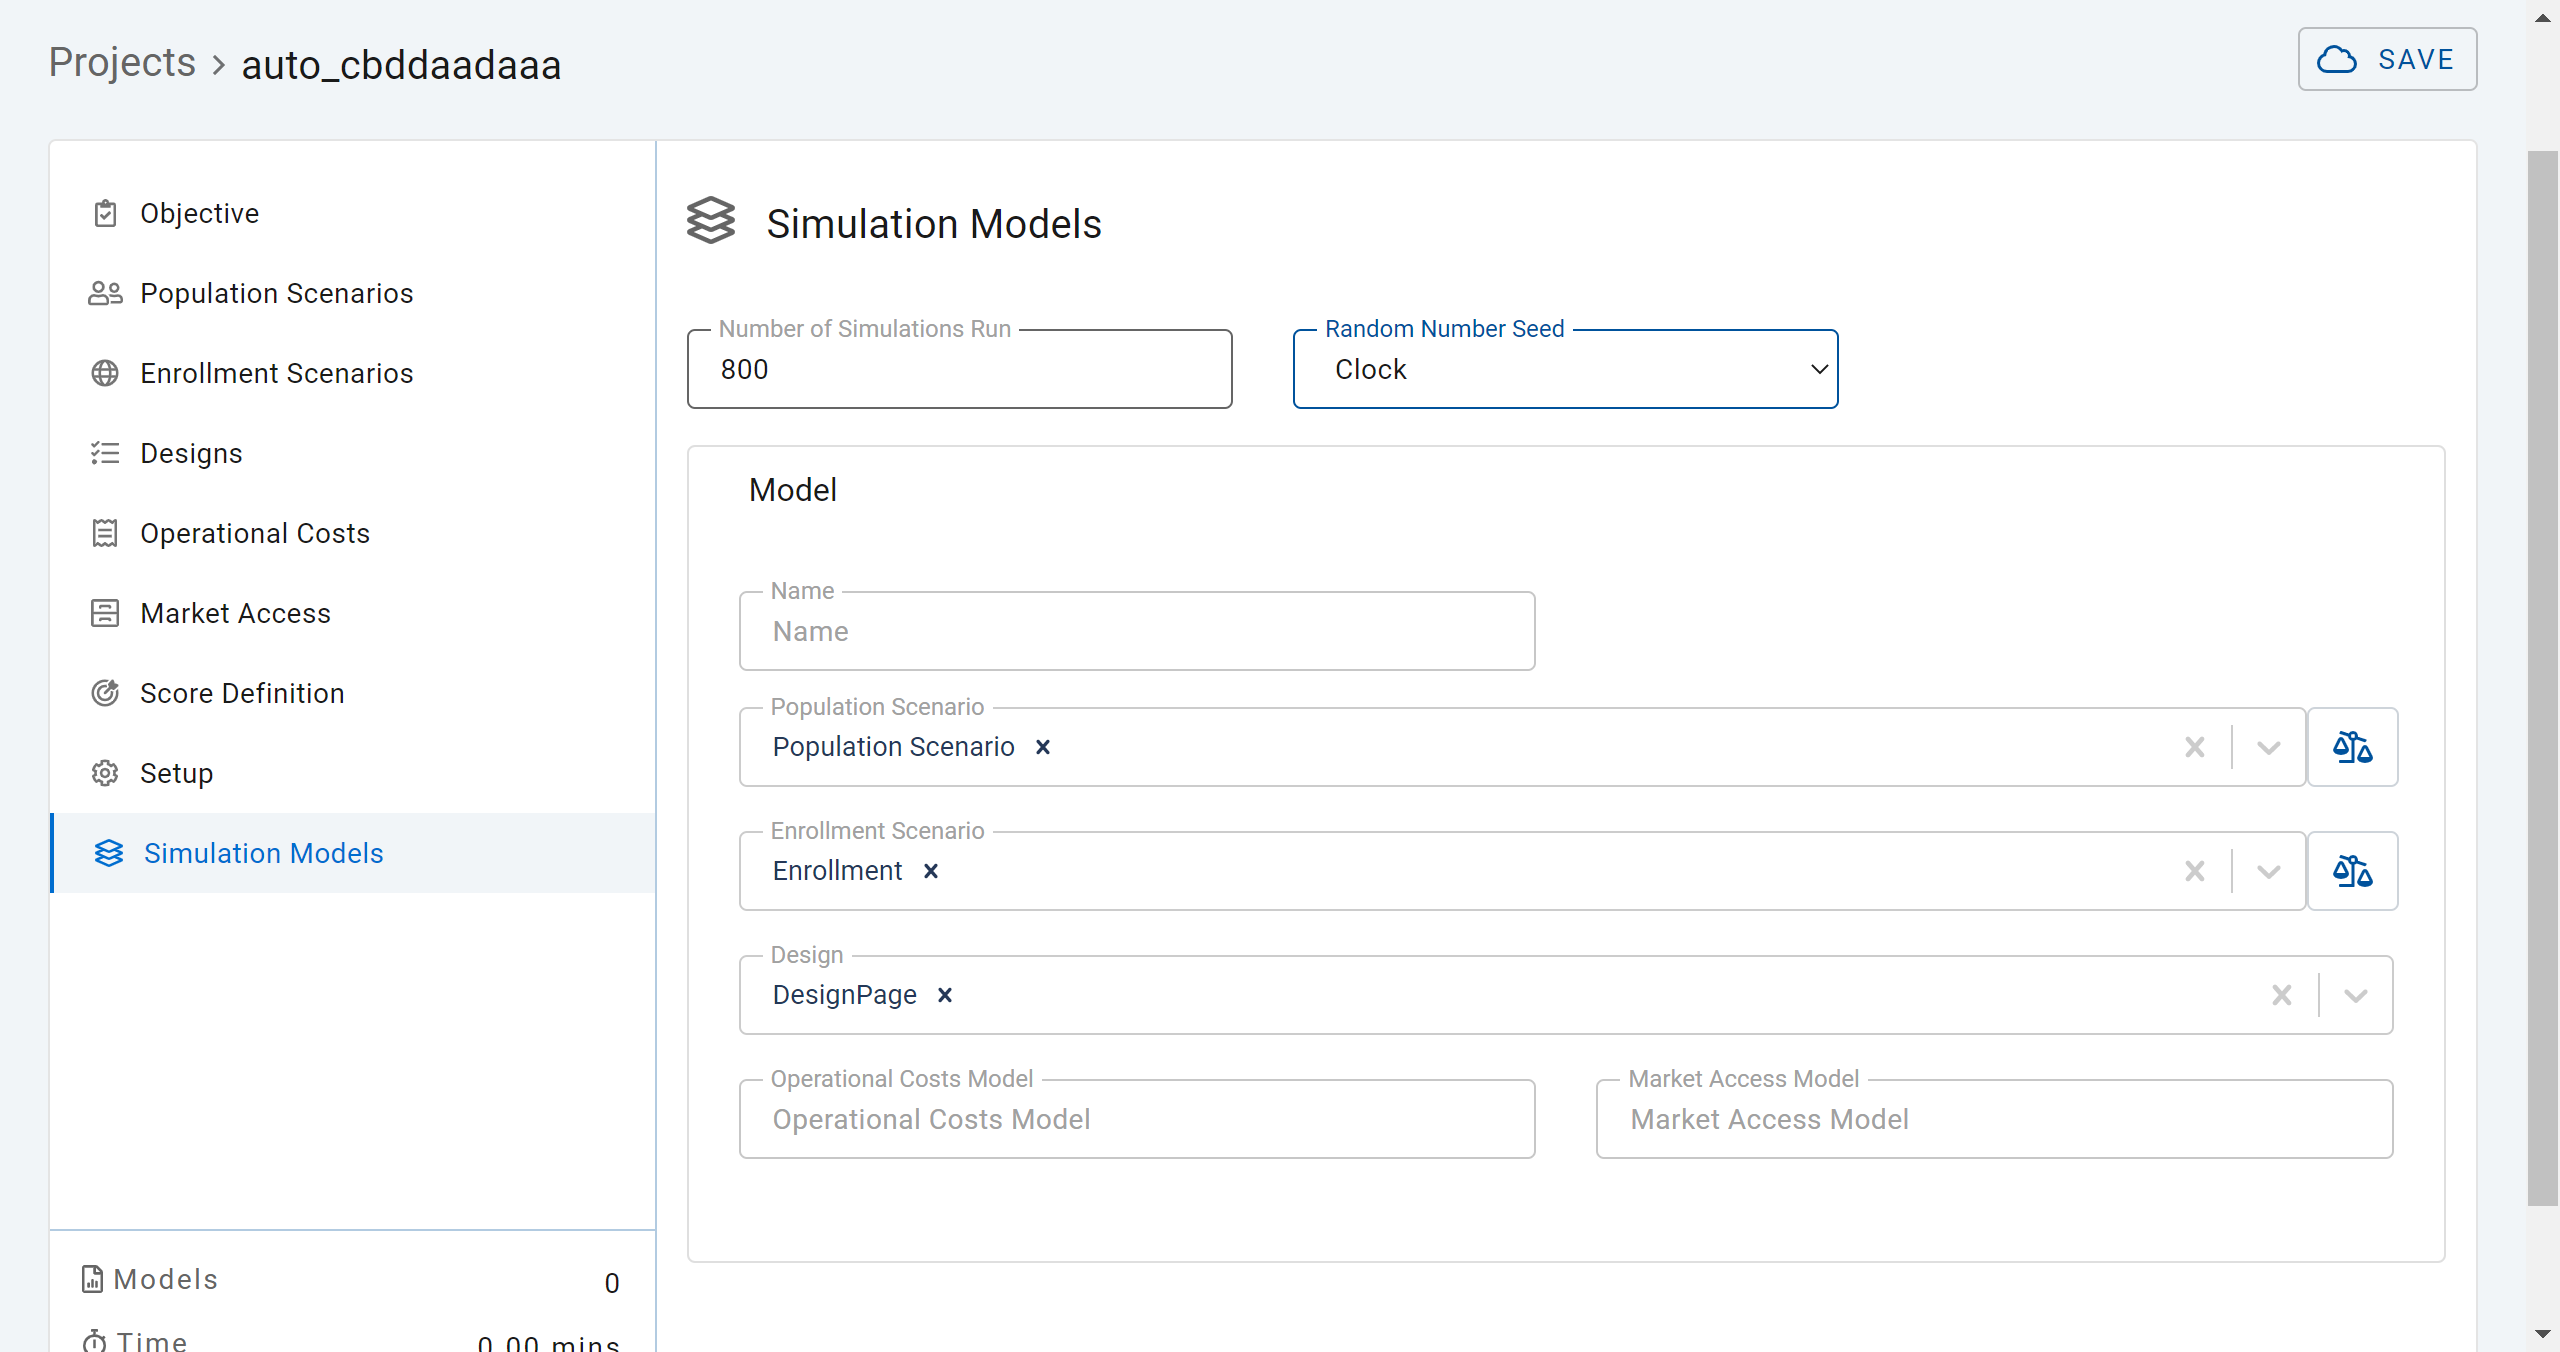 Projects > auto_cbddaadaaa
SAVE
Objective
Population Scenarios
Enrollment Scenarios
Designs
Operational Costs
Market Access
Score Definition
Setup
Simulation Models
Models 0
Time 0.00 mins
Simulation Models
Number of Simulations Run
800
Random Number Seed
Clock
Model
Name
Name
Population Scenario
Population Scenario
Enrollment Scenario
Enrollment
Design
DesignPage
Operational Costs Model
Operational Costs Model
Market Access Model
Market Access Model